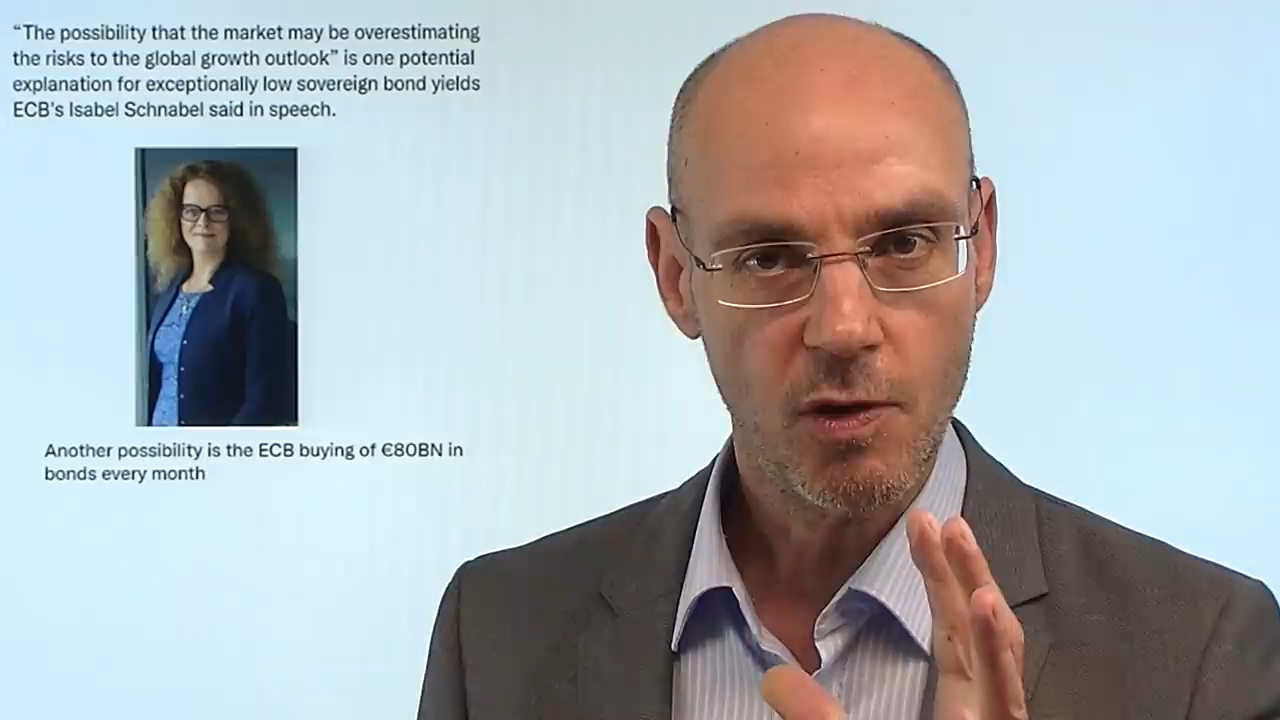 “The possibility that the market may be overestimating
the risks to the global growth outlook” is one potential
explanation for exceptionally low sovereign bond yields
ECB's Isabel Schnabel said in speech.
Another possibility is the ECB buying of €80BN in
bonds every month